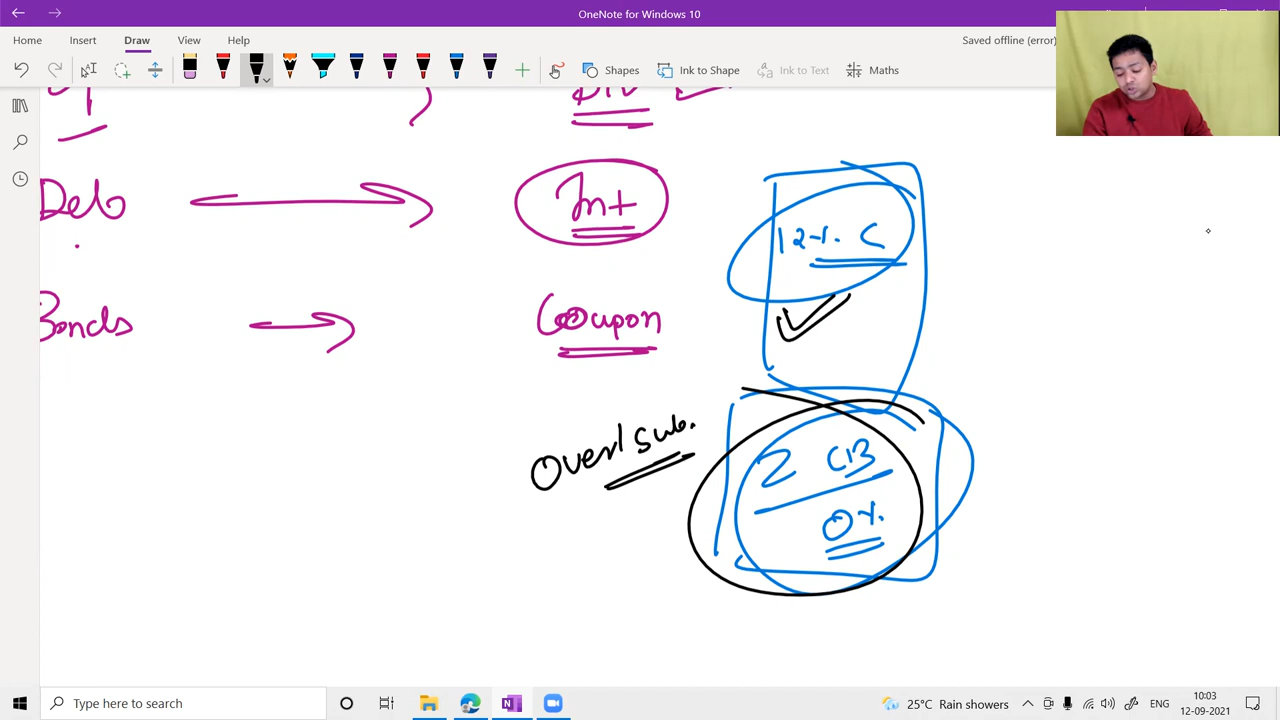 OneNote for Windows 10
Home Insert Draw View Help
Saved offline (error)
Shapes
Ink to Shape
Ink to Text
Maths
Div
Deb
Int
12% C
Bonds
Coupon
Over sub.
Z CB
0%
Type here to search
25°C Rain showers
ENG
10:03
12-09-2021